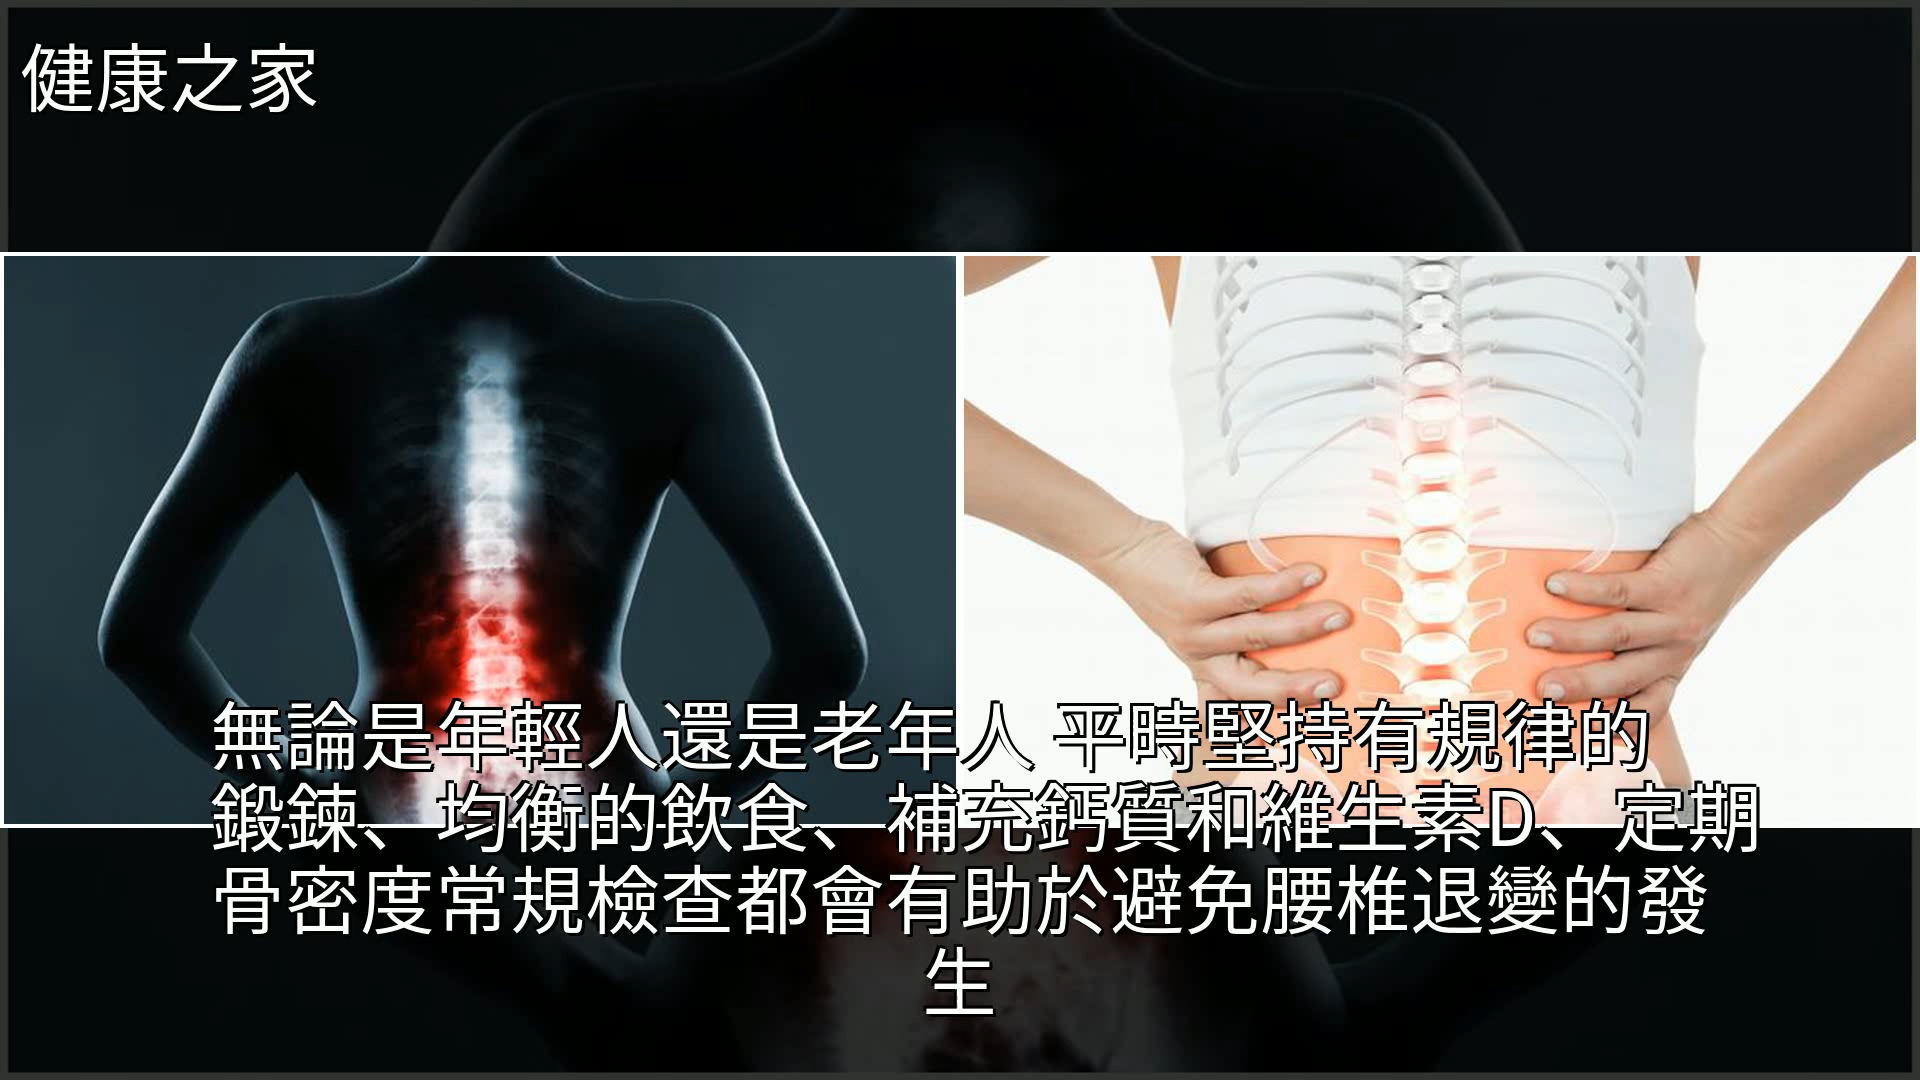 健康之家
無論是年輕人還是老年人 平時堅持有規律的
鍛鍊、均衡的飲食、補充鈣質和維生素D、定期
骨密度常規檢查都會有助於避免腰椎退變的發
生